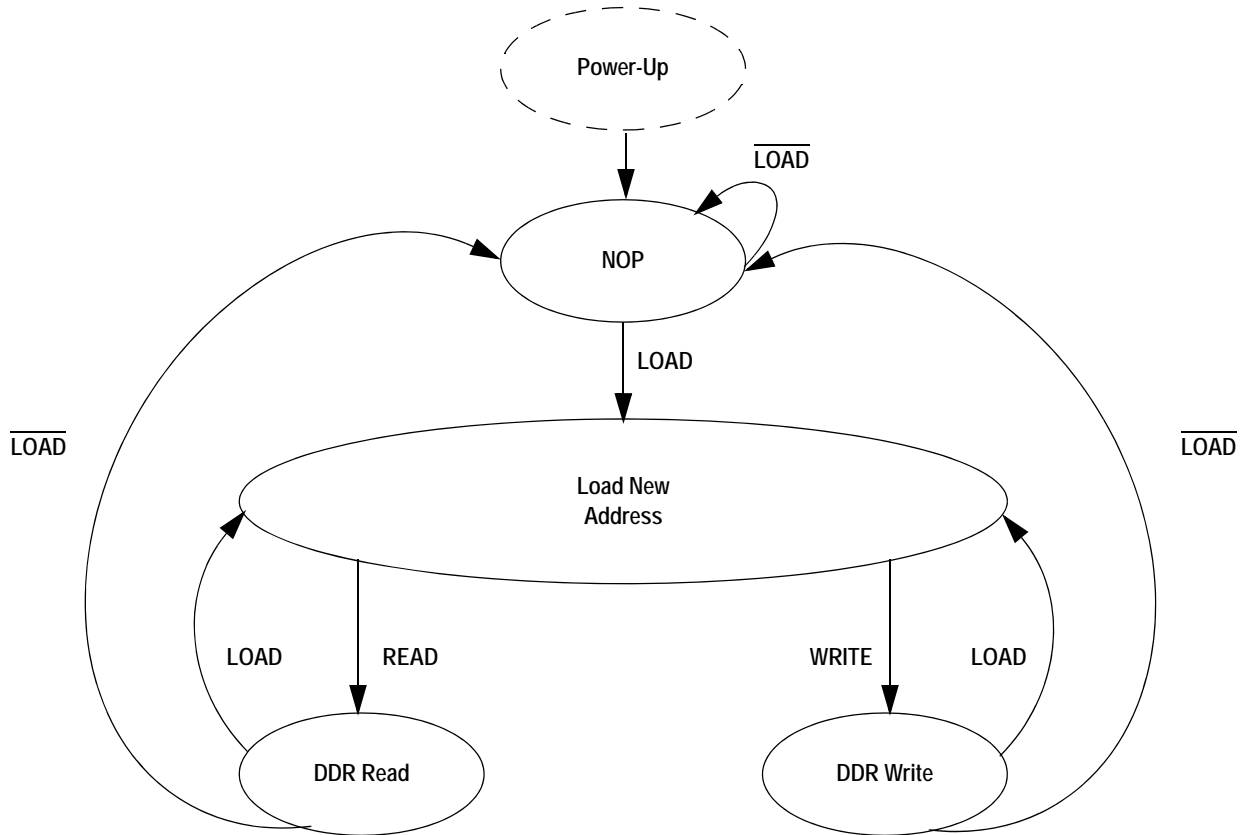 Power-Up
LOAD
NOP
LOAD
LOAD
LOAD
Load New
Address
LOAD
READ
WRITE
LOAD
DDR Read
DDR Write